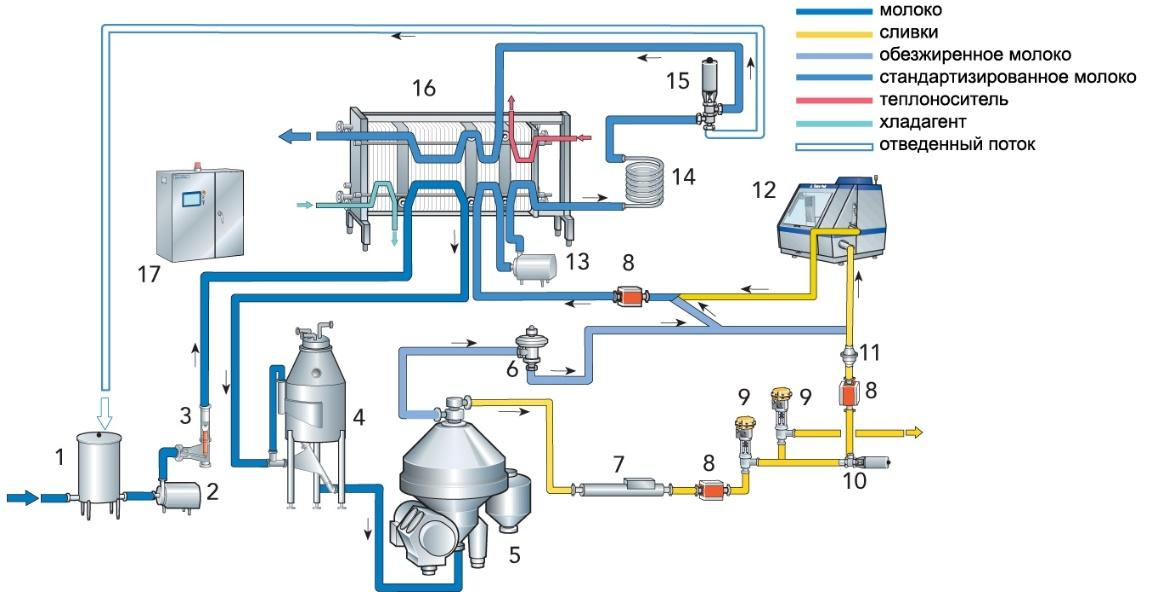 молоко
сливки
обезжиренное молоко
стандартизированное молоко
теплоноситель
хладагент
отведенный поток
16
15
14
12
17
13
8
11
6
3
4
9
9
8
1
7
8
2
10
5